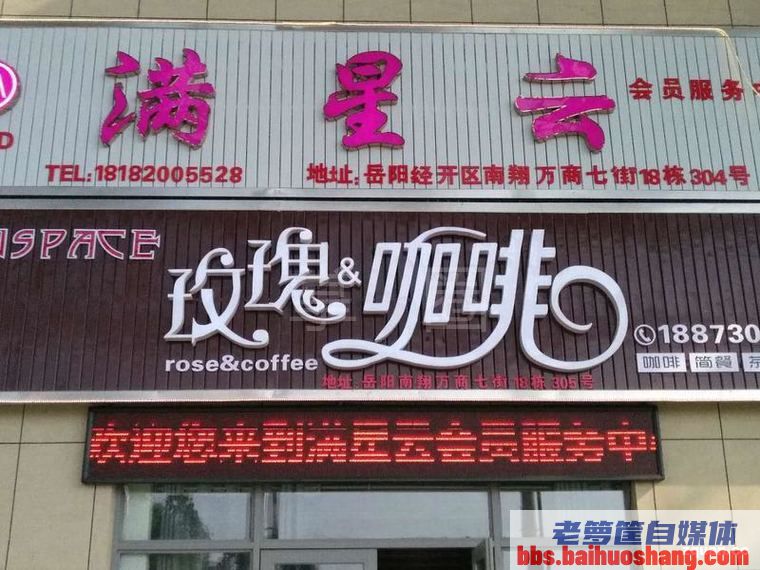 满星云 会员服务
TEL:18182005528 地址:岳阳经开区南翔万商七街18栋304号
SPACE
玫瑰&咖啡
rose&coffee
188730
咖啡 简餐
地址:岳阳南翔万商七街18栋305号
欢迎您来到满星云会员服务中
老箩筐自媒体
bbs.baihuoshang.com